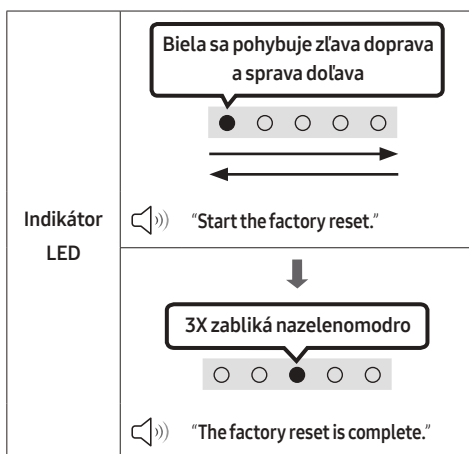 Biela sa pohybuje zľava doprava
a sprava doľava
Indikátor
LED
"Start the factory reset."
3X zabliká nazelenomodro
"The factory reset is complete."